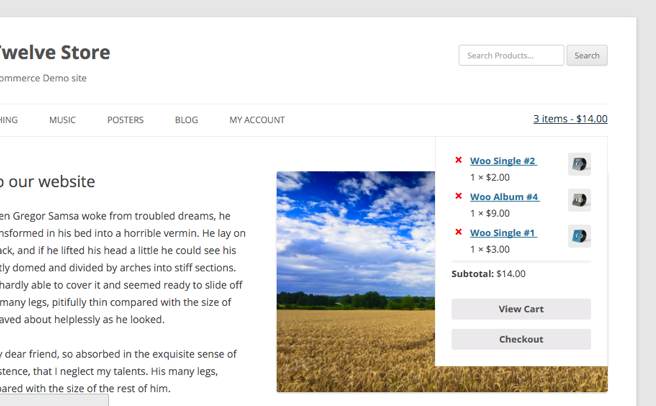 Twelve Store
ommerce Demo site
Search Products...
Search
HING
MUSIC
POSTERS
BLOG
MY ACCOUNT
3 items - $14.00
o our website
en Gregor Samsa woke from troubled dreams, he
nsformed in his bed into a horrible vermin. He lay on
ack, and if he lifted his head a little he could see his
tly domed and divided by arches into stiff sections.
hardly able to cover it and seemed ready to slide off
many legs, pitifully thin compared with the size of
aved about helplessly as he looked.
y dear friend, so absorbed in the exquisite sense of
istence, that I neglect my talents. His many legs,
pared with the size of the rest of him.
Woo Single #2
1 × $2.00
Woo Album #4
1 × $9.00
Woo Single #1
1 × $3.00
Subtotal: $14.00
View Cart
Checkout